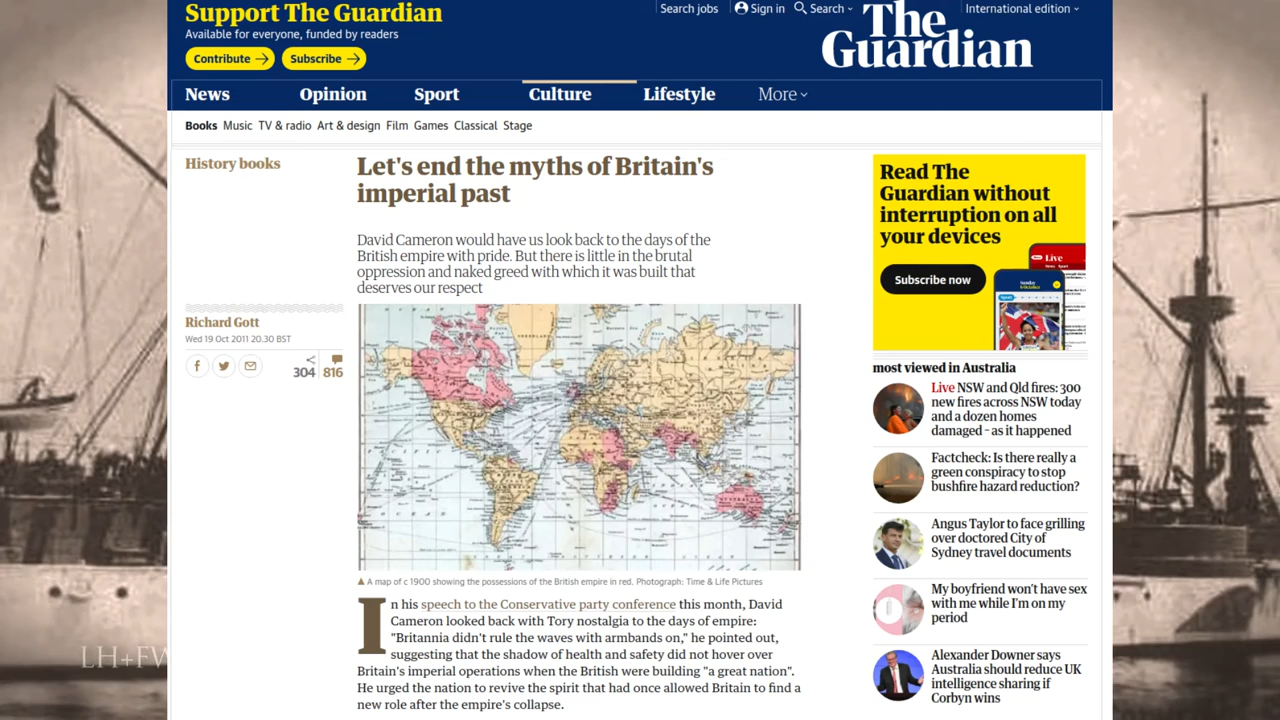 Support The Guardian
Available for everyone, funded by readers
Contribute →
Subscribe →
Search jobs
Sign in
Search
International edition
The
Guardian
News
Opinion
Sport
Culture
Lifestyle
More
Books Music TV & radio Art & design Film Games Classical Stage
History books
Let's end the myths of Britain's
imperial past
David Cameron would have us look back to the days of the
British empire with pride. But there is little in the brutal
oppression and naked greed with which it was built that
deserves our respect
Richard Gott
Wed 19 Oct 2011 20.30 BST
304
816
AUSTRALIA
A map of c 1900 showing the possessions of the British empire in red. Photograph: Time & Life Pictures
In his speech to the Conservative party conference this month, David
Cameron looked back with Tory nostalgia to the days of empire:
"Britannia didn't rule the waves with armbands on," he pointed out,
suggesting that the shadow of health and safety did not hover over
Britain's imperial operations when the British were building "a great nation".
He urged the nation to revive the spirit that had once allowed Britain to find a
new role after the empire's collapse.
Read The
Guardian without
interruption on all
your devices
Subscribe now
Live
most viewed in Australia
Live NSW and Qld fires: 300
new fires across NSW today
and a dozen homes
damaged – as it happened
Factcheck: Is there really a
green conspiracy to stop
bushfire hazard reduction?
Angus Taylor to face grilling
over doctored City of
Sydney travel documents
My boyfriend won't have sex
with me while I'm on my
period
Alexander Downer says
Australia should reduce UK
intelligence sharing if
Corbyn wins
LH+FW